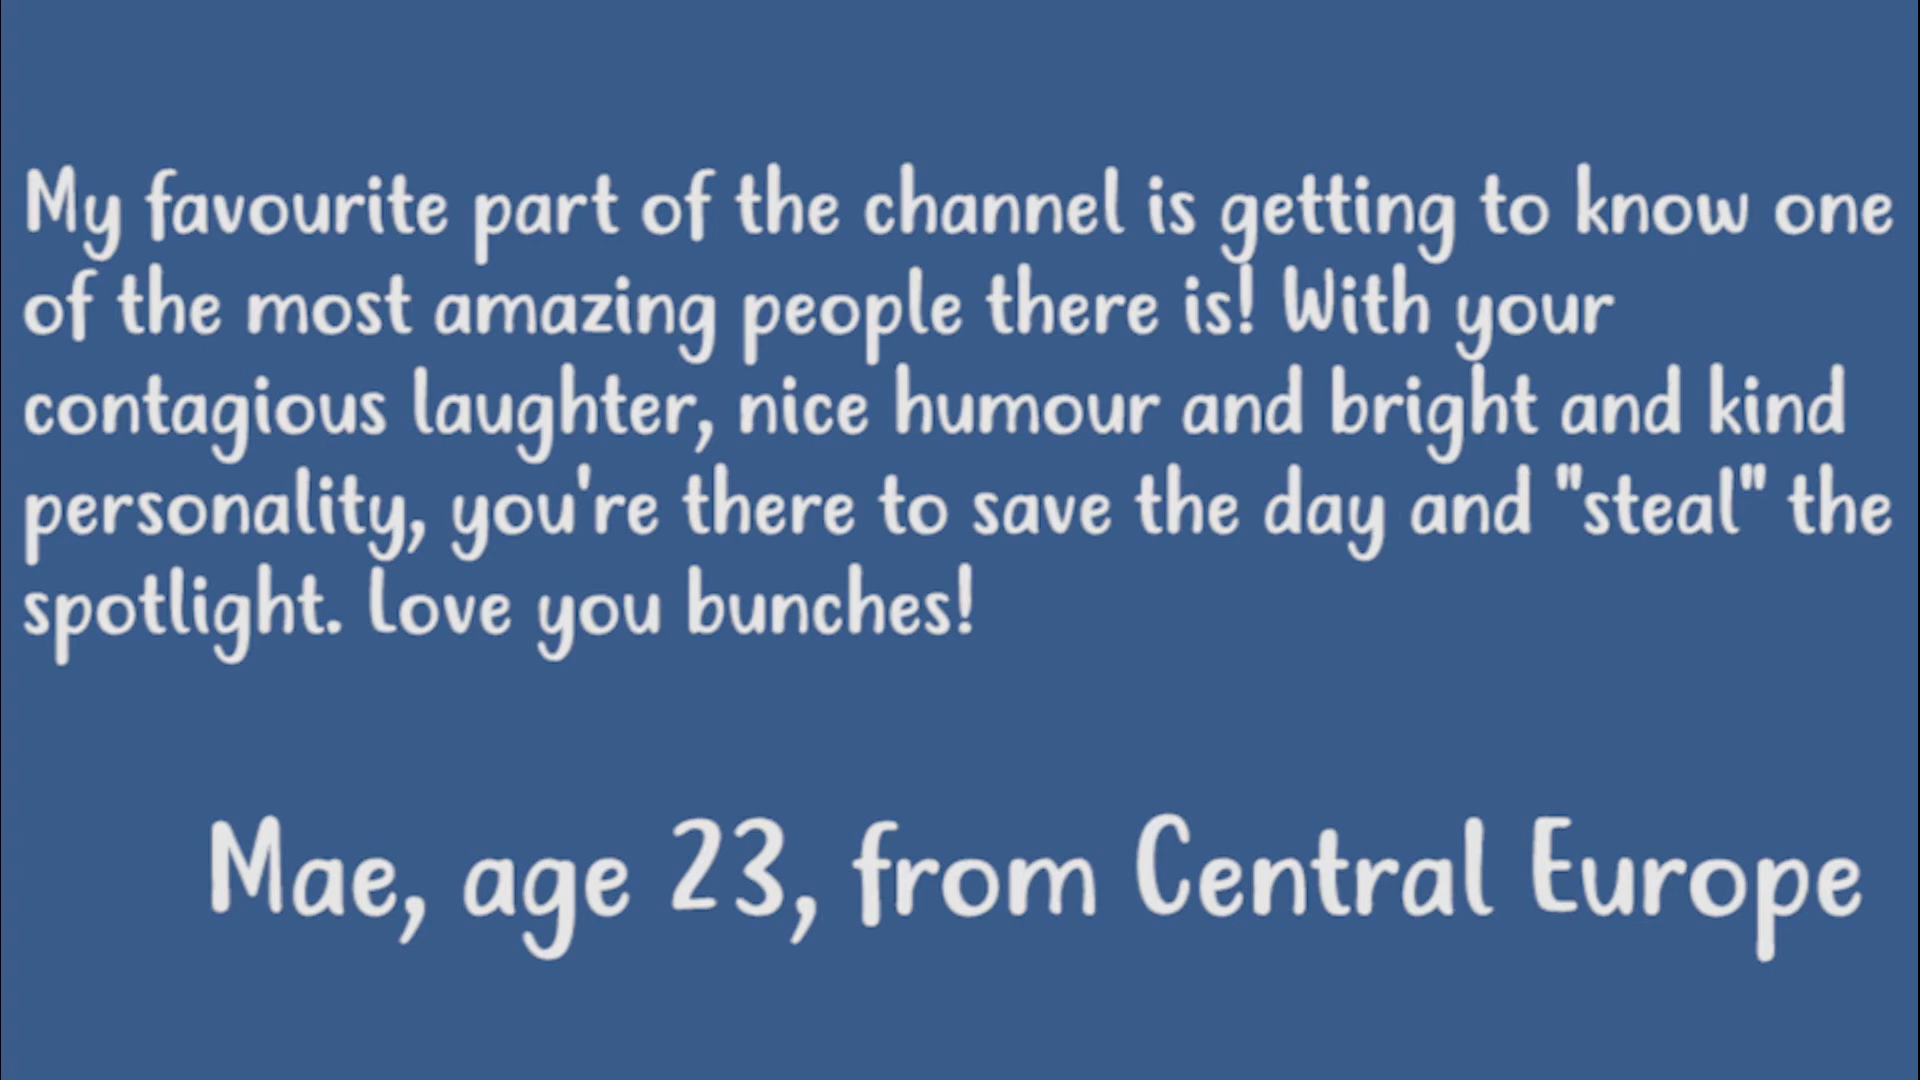 My favourite part of the channel is getting to know one
of the most amazing people there is! With your
contagious laughter, nice humour and bright and kind
personality, you're there to save the day and "steal" the
spotlight. Love you bunches!
Mae, age 23, from Central Europe